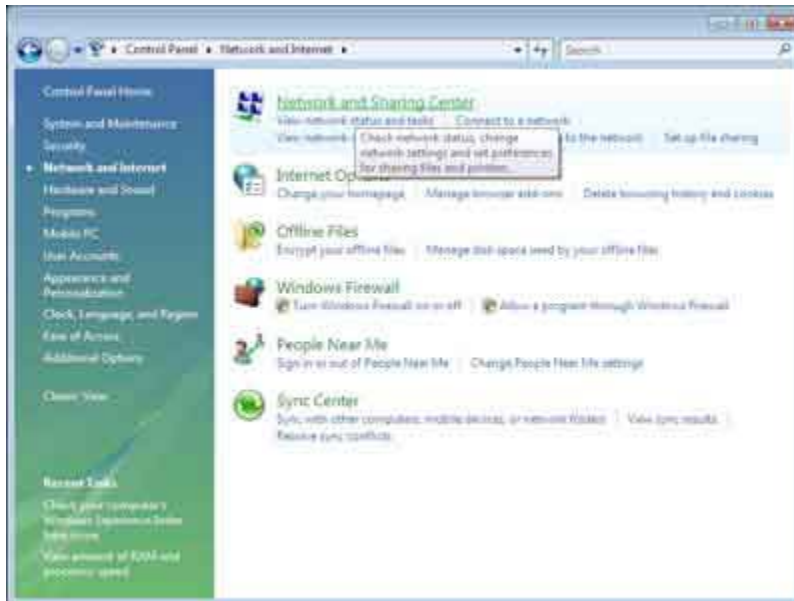 Control Panel Network and Internet Search
Control Panel Home
System and Maintenance
Security
Network and Internet
Hardware and Sound
Programs
Mobile PC
User Accounts
Appearance and
Personalization
Clock, Language, and Region
Ease of Access
Additional Options
Classic View
Recent Tasks
Check your computer's
Windows Experience Index
base score
View amount of RAM and
processor speed
Network and Sharing Center
View network status and tasks Connect to a network
View network to the network Set up file sharing
Check network status, change
network settings and set preferences
for sharing files and printers.
Internet Op
Change your homepage Manage browser add-ons Delete browsing history and cookies
Offline Files
Encrypt your offline files Manage disk space used by your offline files
Windows Firewall
Turn Windows Firewall on or off Allow a program through Windows Firewall
People Near Me
Sign in or out of People Near Me Change People Near Me settings
Sync Center
Sync with other computers, mobile devices, or network folders View sync results
Resolve sync conflicts